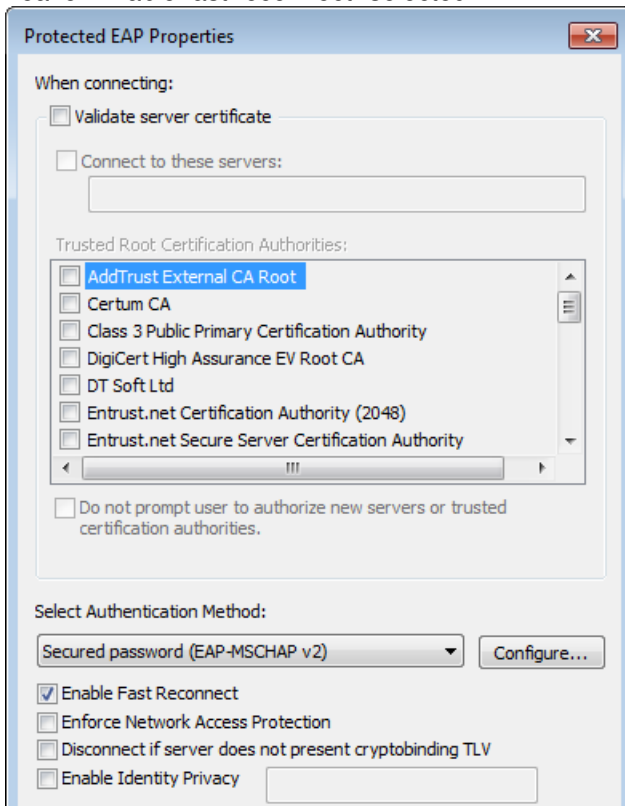 Protected EAP Properties
When connecting:
Validate server certificate
Connect to these servers:
Trusted Root Certification Authorities:
AddTrust External CA Root
Certum CA
Class 3 Public Primary Certification Authority
DigiCert High Assurance EV Root CA
DT Soft Ltd
Entrust.net Certification Authority (2048)
Entrust.net Secure Server Certification Authority
Do not prompt user to authorize new servers or trusted
certification authorities.
Select Authentication Method:
Secured password (EAP-MSCHAP v2)
Configure...
Enable Fast Reconnect
Enforce Network Access Protection
Disconnect if server does not present cryptobinding TLV
Enable Identity Privacy